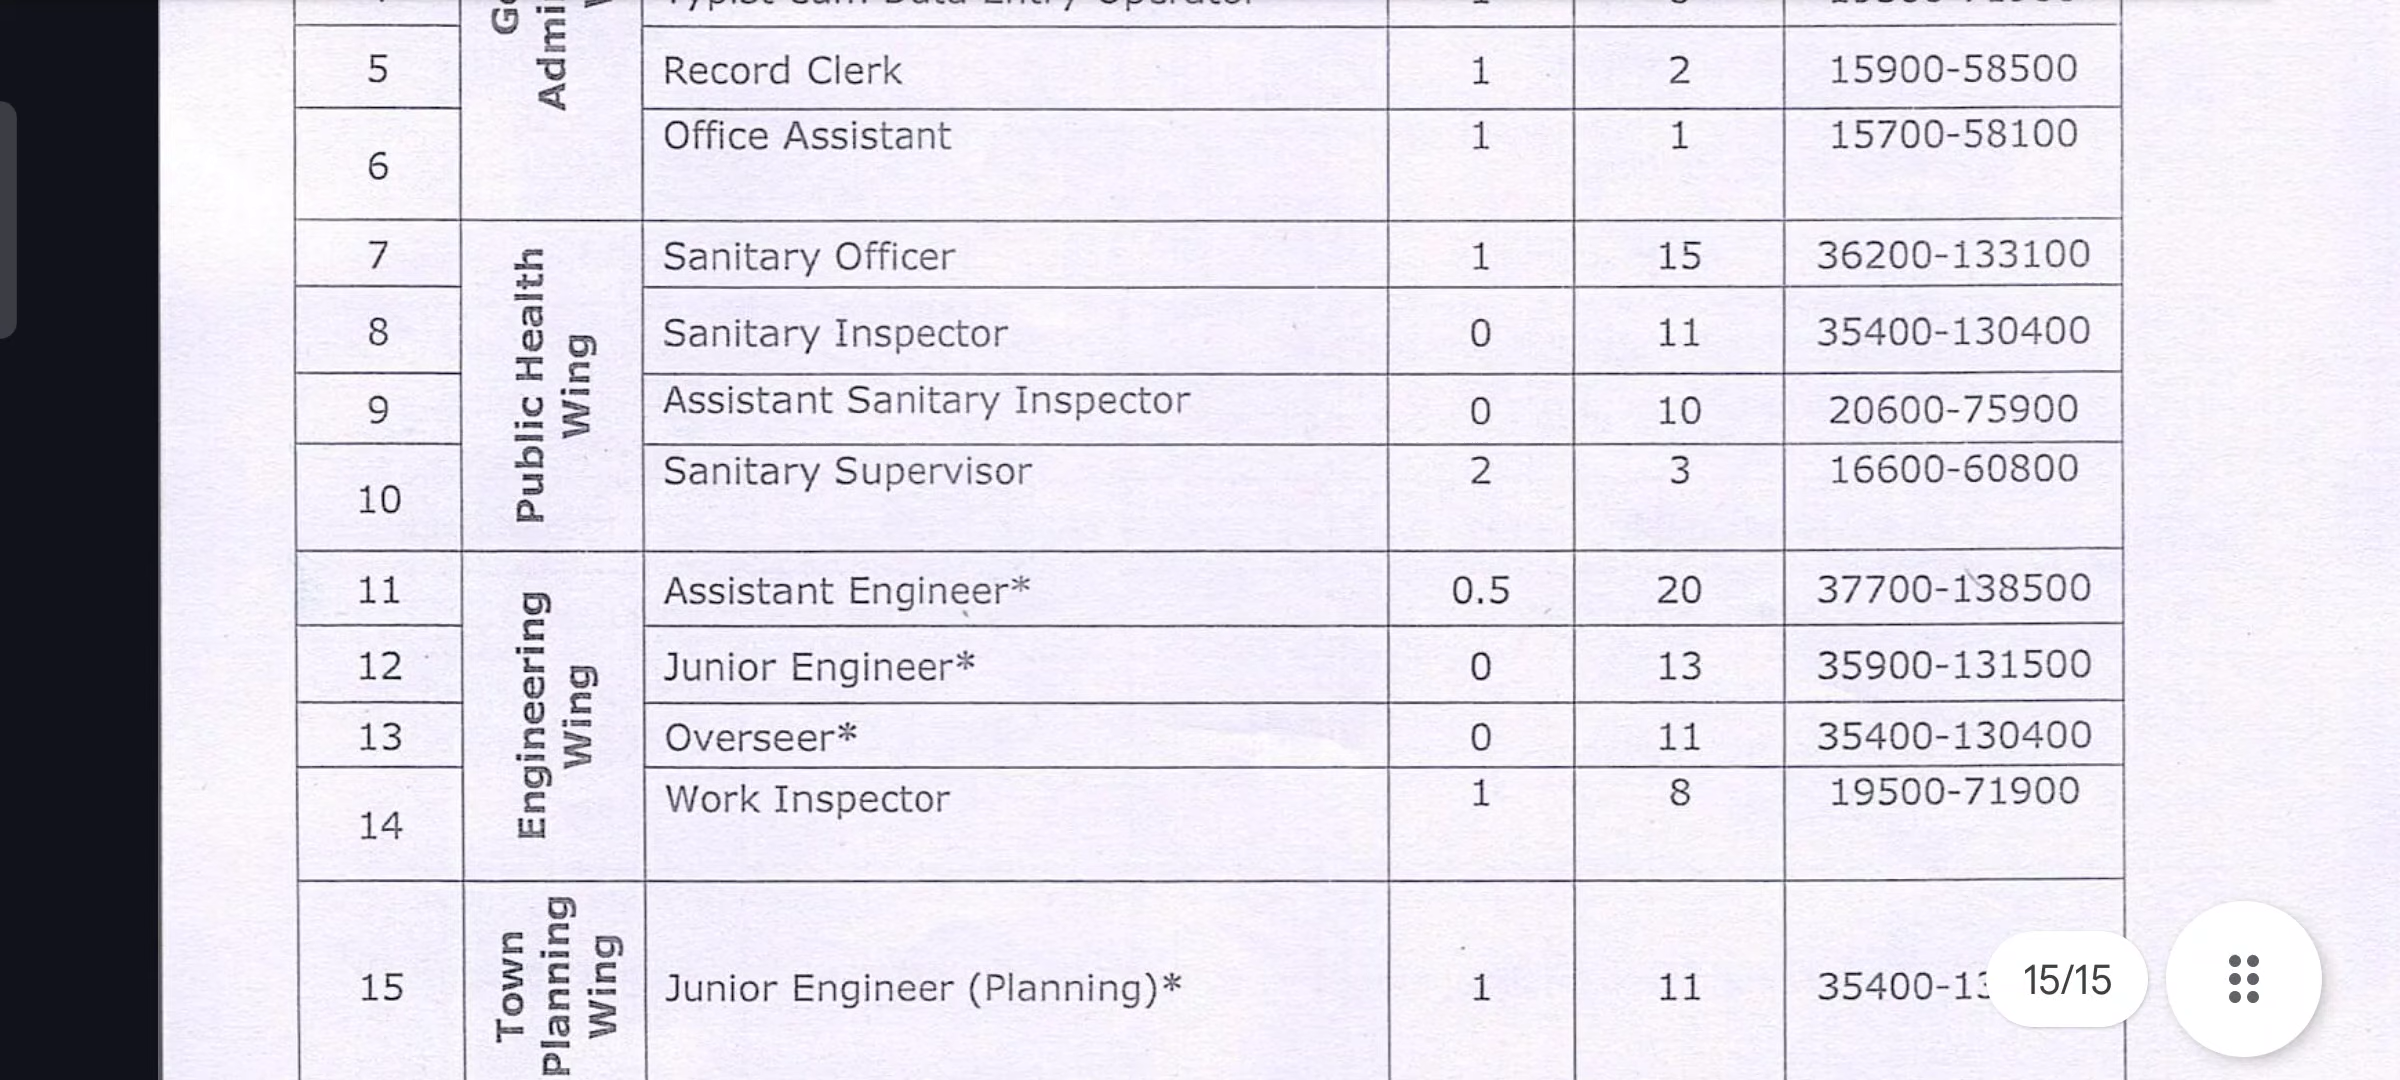 5 Record Clerk 1 2 15900-58500
6 Office Assistant 1 1 15700-58100
Public Health
Wing
7 Sanitary Officer 1 15 36200-133100
8 Sanitary Inspector 0 11 35400-130400
9 Assistant Sanitary Inspector 0 10 20600-75900
10 Sanitary Supervisor 2 3 16600-60800
Engineering
Wing
11 Assistant Engineer* 0.5 20 37700-138500
12 Junior Engineer* 0 13 35900-131500
13 Overseer* 0 11 35400-130400
14 Work Inspector 1 8 19500-71900
Town
Planning
Wing
15 Junior Engineer (Planning)* 1 11
15/15